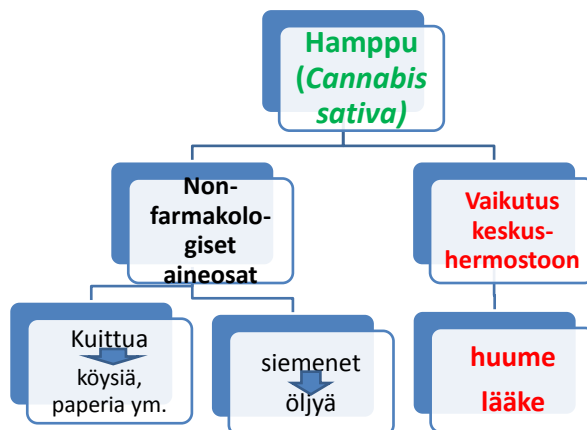 Hamppu
(Cannabis
sativa)
Non-
farmakolo-
giset
aineosat
Vaikutus
keskus-
hermostoon
Kuittua
köysiä,
paperia ym.
siemenet
öljyä
huume
lääke